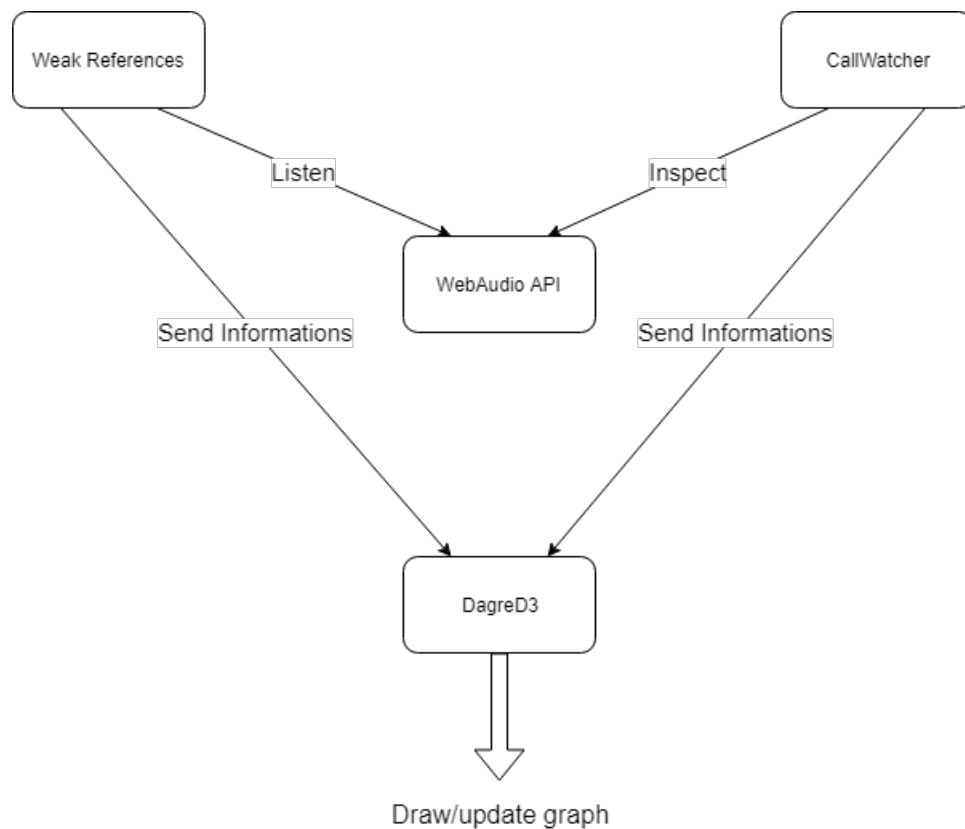 Weak References
CallWatcher
Listen
Inspect
WebAudio API
Send Informations
Send Informations
DagreD3
Draw/update graph